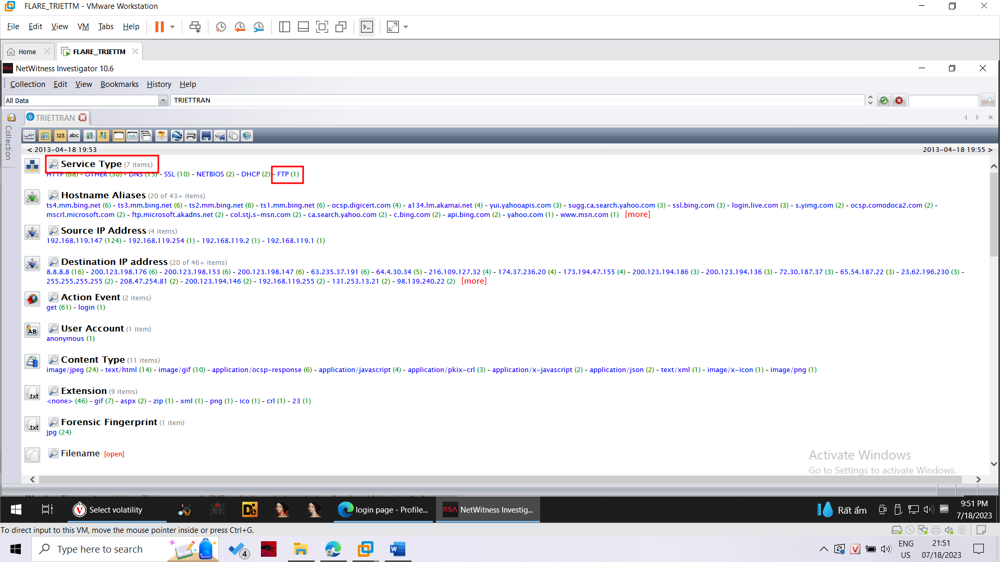 FLARE_TRIETTM - VMware Workstation
File Edit View VM Tabs Help
Home FLARE_TRIETTM
RSA NetWitness Investigator 10.6
Collection Edit View Bookmarks History Help
All Data TRIETTRAN
TRIETTRAN
Collection
123 abc mb
< 2013-04-18 19:53 2013-04-18 19:55 >
Service Type (7 items)
HTTP (68) - OTHER (30) - DNS (15) - SSL (10) - NETBIOS (2) - DHCP (2) - FTP (1)
Hostname Aliases (20 of 43+ items)
ts4.mm.bing.net (6) - ts3.mm.bing.net (6) - ts2.mm.bing.net (6) - ts1.mm.bing.net (6) - ocsp.digicert.com (4) - a134.lm.akamai.net (4) - yui.yahooapis.com (3) - sugg.ca.search.yahoo.com (3) - ssl.bing.com (3) - login.live.com (3) - s.yimg.com (2) - ocsp.comodoca2.com (2) -
mscrl.microsoft.com (2) - ftp.microsoft.akadns.net (2) - col.stj.s-msn.com (2) - ca.search.yahoo.com (2) - c.bing.com (2) - api.bing.com (2) - yahoo.com (1) - www.msn.com (1) [more]
Source IP Address (4 items)
192.168.119.147 (124) - 192.168.119.254 (1) - 192.168.119.2 (1) - 192.168.119.1 (1)
Destination IP address (20 of 46+ items)
8.8.8.8 (16) - 200.123.198.176 (6) - 200.123.198.153 (6) - 200.123.198.147 (6) - 63.235.37.191 (6) - 64.4.30.34 (5) - 216.109.127.32 (4) - 174.37.236.20 (4) - 173.194.47.155 (4) - 200.123.194.186 (3) - 200.123.194.136 (3) - 72.30.187.37 (3) - 65.54.187.22 (3) - 23.62.196.230 (3) -
255.255.255.255 (2) - 208.47.254.81 (2) - 200.123.194.146 (2) - 192.168.119.255 (2) - 131.253.13.21 (2) - 98.139.240.22 (2) [more]
Action Event (2 items)
get (61) - login (1)
User Account (1 item)
anonymous (1)
Content Type (11 items)
image/jpeg (24) - text/html (14) - image/gif (10) - application/ocsp-response (6) - application/javascript (4) - application/pkix-crl (3) - application/x-javascript (2) - application/json (2) - text/xml (1) - image/x-icon (1) - image/png (1)
.txt Extension (9 items)
<none> (46) - gif (7) - aspx (2) - zip (1) - xml (1) - png (1) - ico (1) - crl (1) - 23 (1)
.txt Forensic Fingerprint (1 item)
jpg (24)
Filename [open]
Activate Windows
Go to Settings to activate Windows.
Select volatility
64
login page - Profile...
RSA NetWitness Investig...
Rất ẩm
9:51 PM
7/18/2023
To direct input to this VM, move the mouse pointer inside or press Ctrl+G.
Type here to search
4
ENG
US
21:51
07/18/2023